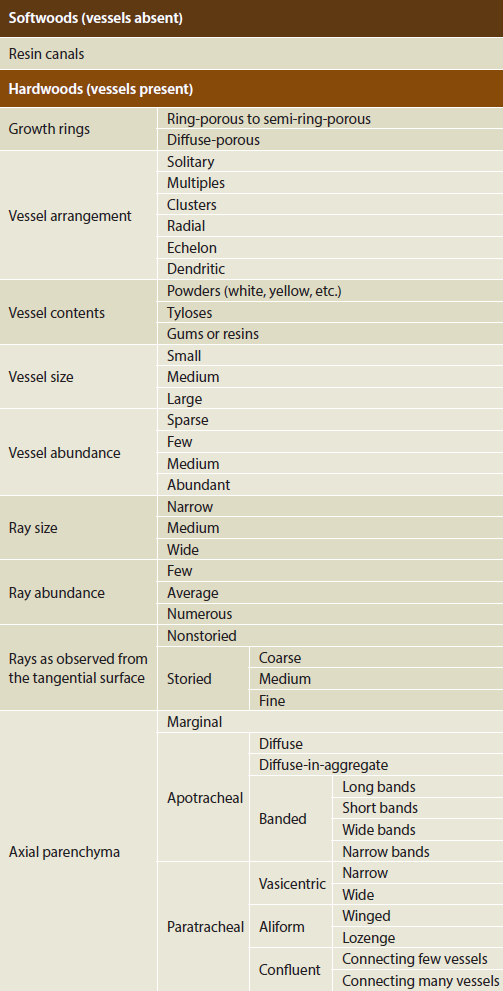 Softwoods (vessels absent)
Resin canals
Hardwoods (vessels present)
Growth rings
Ring-porous to semi-ring-porous
Diffuse-porous
Vessel arrangement
Solitary
Multiples
Clusters
Radial
Echelon
Dendritic
Vessel contents
Powders (white, yellow, etc.)
Tyloses
Gums or resins
Vessel size
Small
Medium
Large
Vessel abundance
Sparse
Few
Medium
Abundant
Ray size
Narrow
Medium
Wide
Ray abundance
Few
Average
Numerous
Rays as observed from
the tangential surface
Nonstoried
Storied
Coarse
Medium
Fine
Axial parenchyma
Marginal
Apotracheal
Diffuse
Diffuse-in-aggregate
Banded
Long bands
Short bands
Wide bands
Narrow bands
Paratracheal
Vasicentric
Narrow
Wide
Aliform
Winged
Lozenge
Confluent
Connecting few vessels
Connecting many vessels